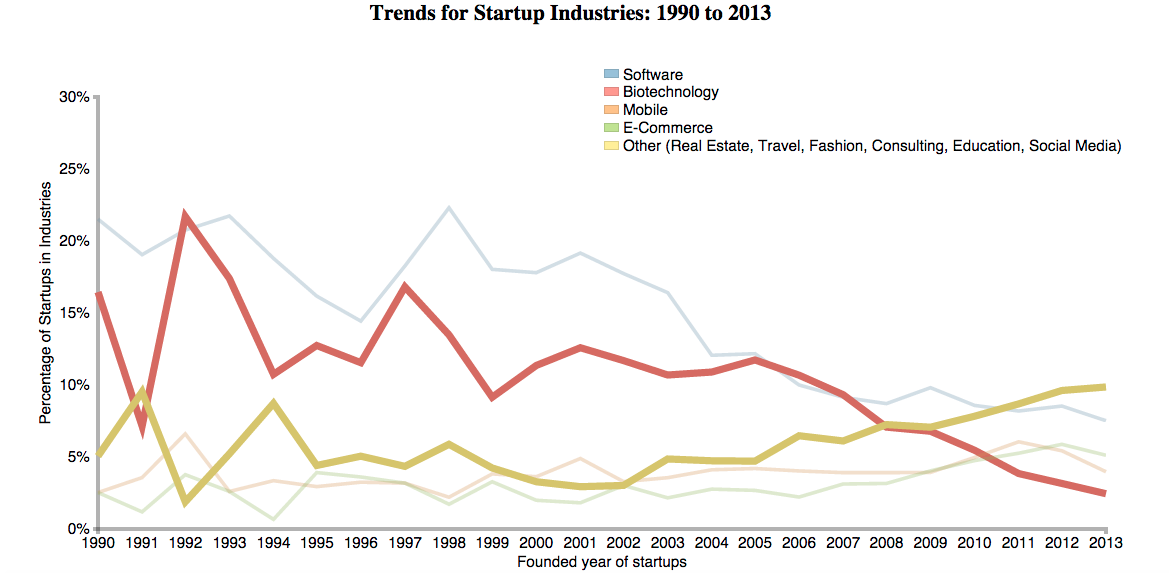 Trends for Startup Industries: 1990 to 2013
Software
Biotechnology
Mobile
E-Commerce
Other (Real Estate, Travel, Fashion, Consulting, Education, Social Media)
30%
25%
20%
15%
10%
5%
0%
Percentage of Startups in Industries
1990 1991 1992 1993 1994 1995 1996 1997 1998 1999 2000 2001 2002 2003 2004 2005 2006 2007 2008 2009 2010 2011 2012 2013
Founded year of startups